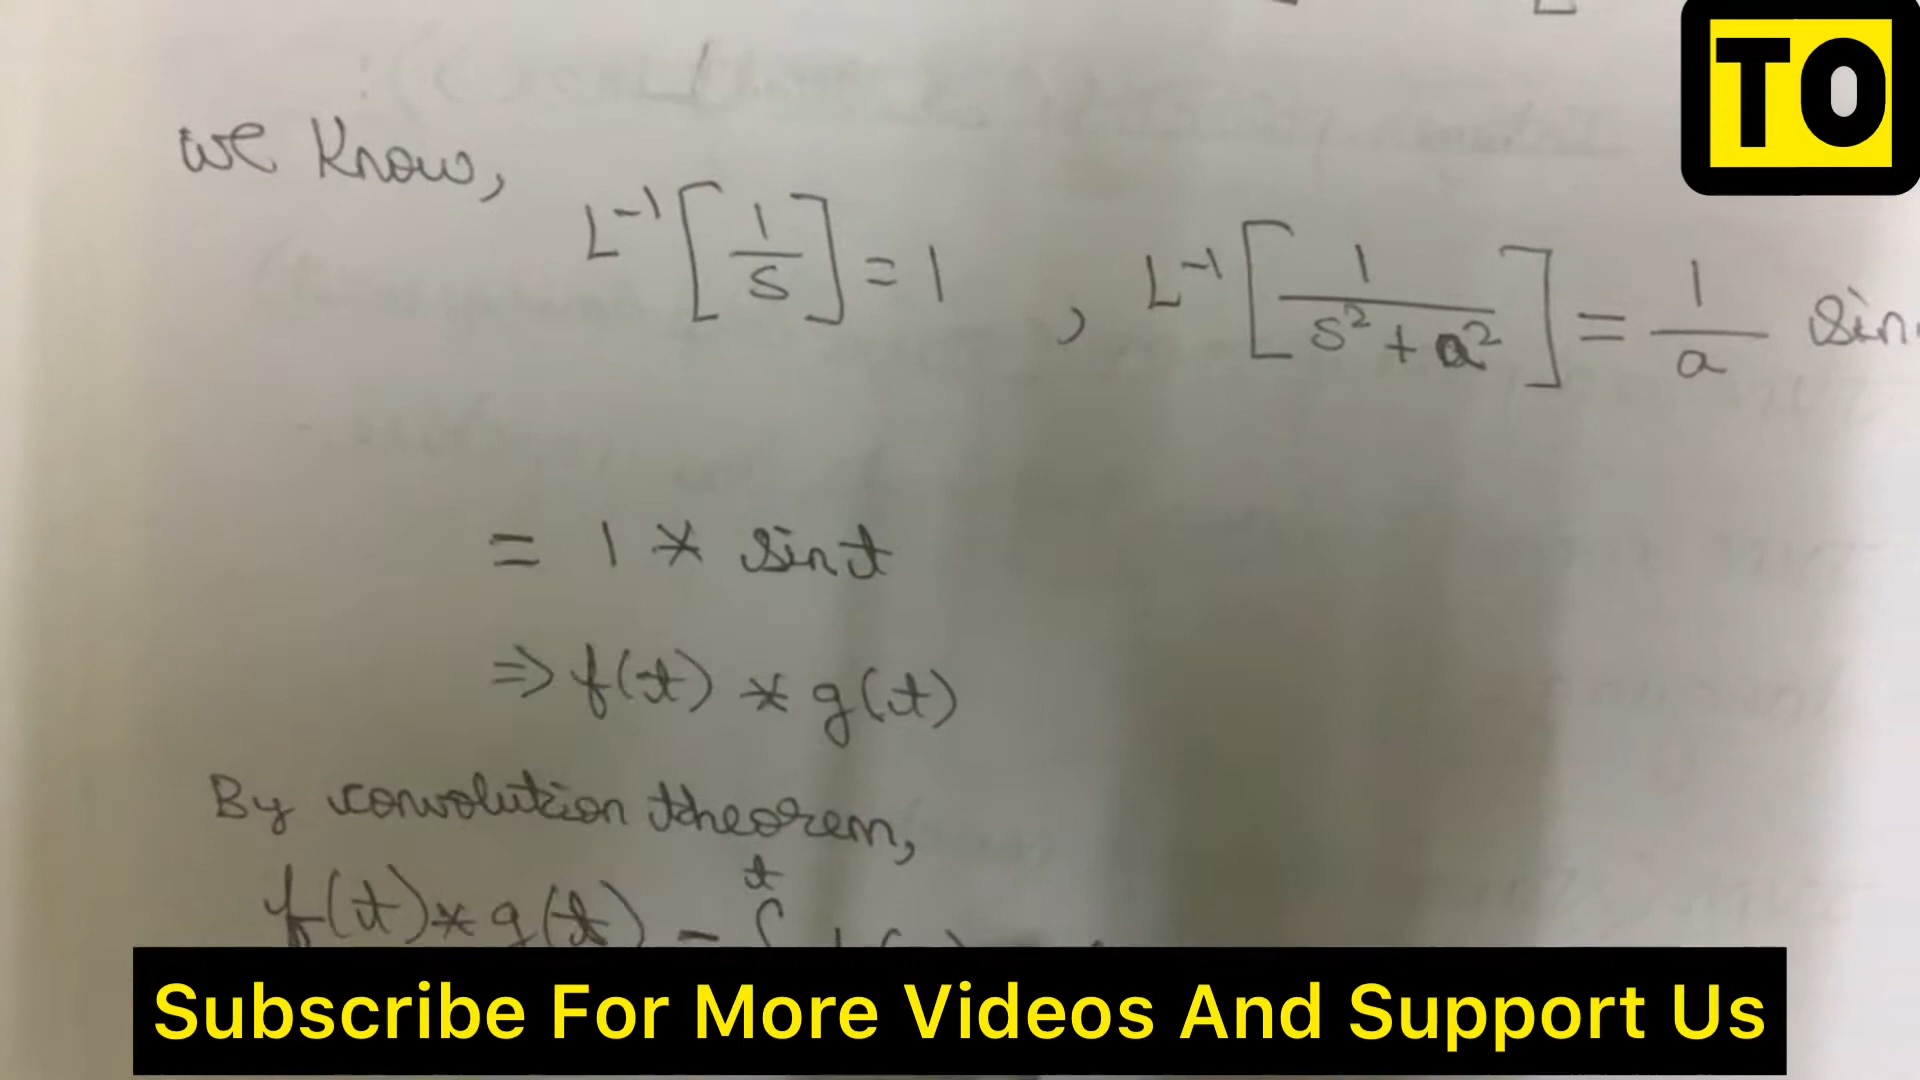 TO
we know,
L⁻¹[1/s] = 1 , L⁻¹[1/(s² + a²)] = 1/a sin
= 1 * sin t
⇒ f(t) * g(t)
By convolution theorem,
f(t) * g(t) = ∫ t
Subscribe For More Videos And Support Us